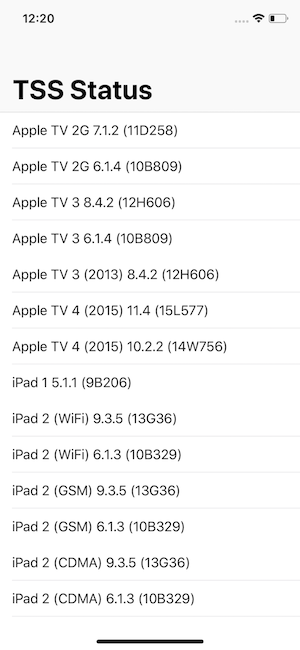 12:20
TSS Status
Apple TV 2G 7.1.2 (11D258)
Apple TV 2G 6.1.4 (10B809)
Apple TV 3 8.4.2 (12H606)
Apple TV 3 6.1.4 (10B809)
Apple TV 3 (2013) 8.4.2 (12H606)
Apple TV 4 (2015) 11.4 (15L577)
Apple TV 4 (2015) 10.2.2 (14W756)
iPad 1 5.1.1 (9B206)
iPad 2 (WiFi) 9.3.5 (13G36)
iPad 2 (WiFi) 6.1.3 (10B329)
iPad 2 (GSM) 9.3.5 (13G36)
iPad 2 (GSM) 6.1.3 (10B329)
iPad 2 (CDMA) 9.3.5 (13G36)
iPad 2 (CDMA) 6.1.3 (10B329)